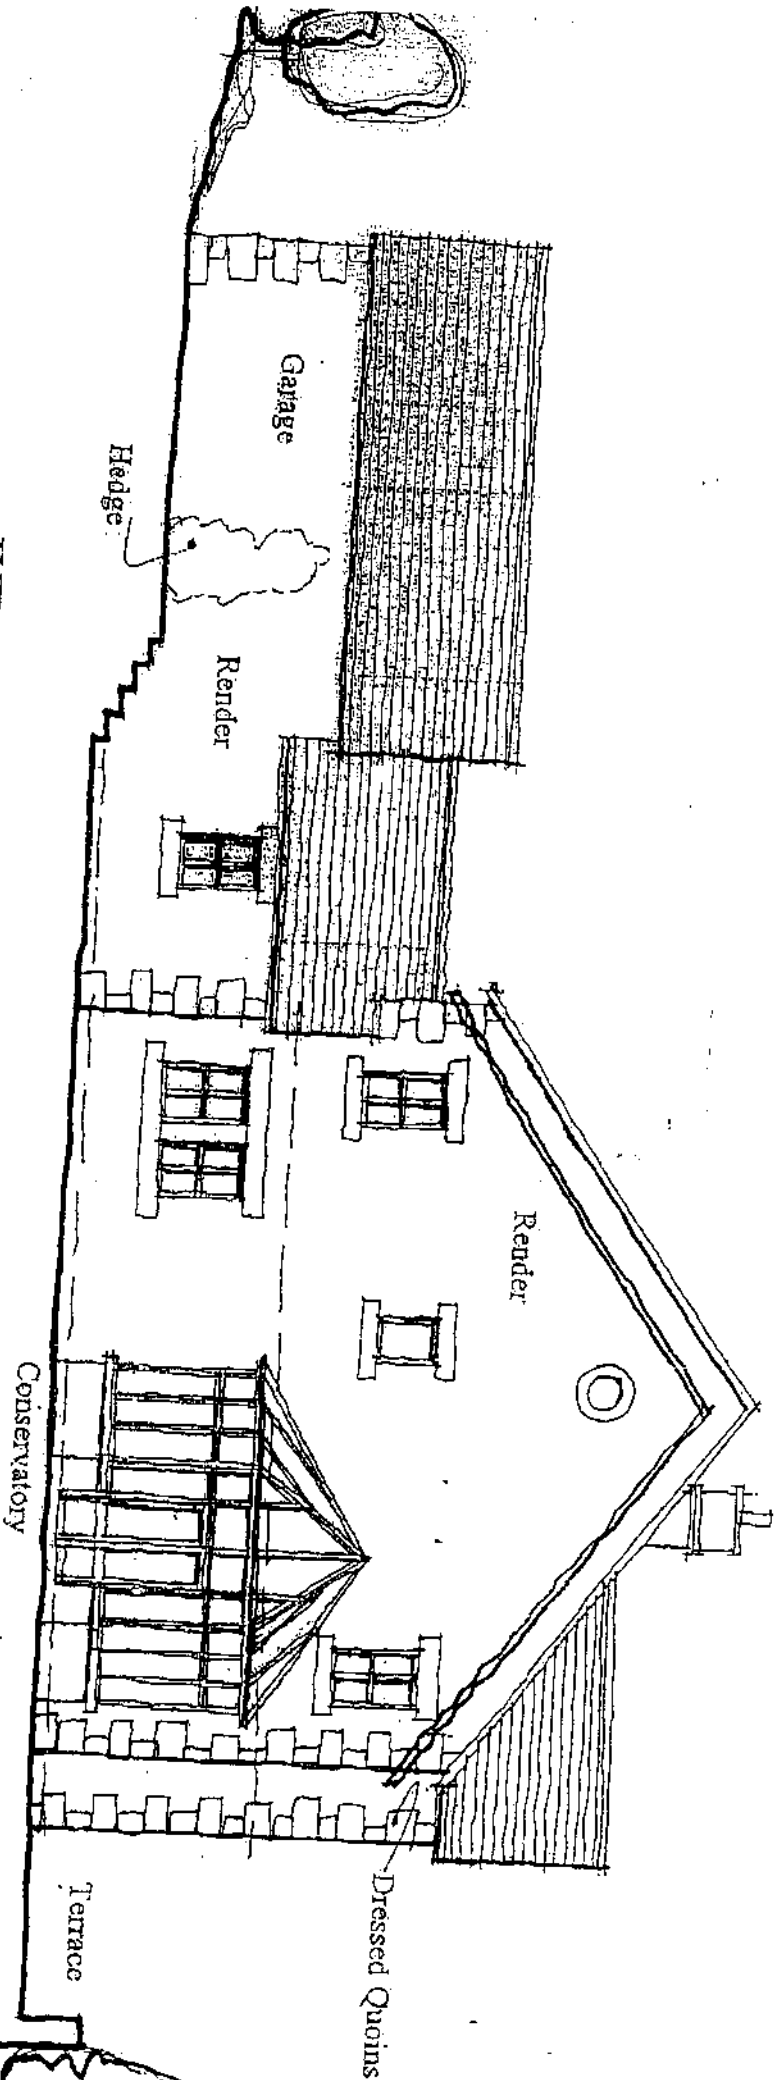 Garage
Hedge
Render
Render
Conservatory
Dressed Quoins
Terrace